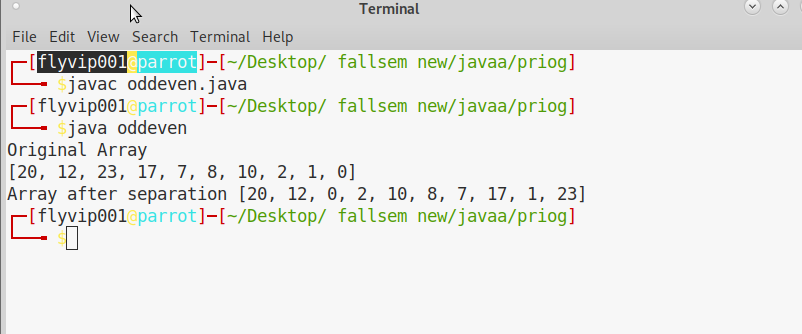 Terminal
File Edit View Search Terminal Help
┌─[flyvip001@parrot]─[~/Desktop/ fallsem new/javaa/priog]
└──╼ $javac oddeven.java
┌─[flyvip001@parrot]─[~/Desktop/ fallsem new/javaa/priog]
└──╼ $java oddeven
Original Array
[20, 12, 23, 17, 7, 8, 10, 2, 1, 0]
Array after separation [20, 12, 0, 2, 10, 8, 7, 17, 1, 23]
┌─[flyvip001@parrot]─[~/Desktop/ fallsem new/javaa/priog]
└──╼ $